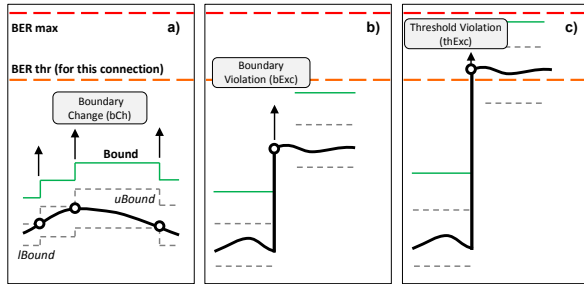 BER max
a)
BER thr (for this connection)
Boundary
Change (bCh)
Bound
uBound
lBound
b)
Boundary
Violation (bExc)
c)
Threshold Violation
(thExc)